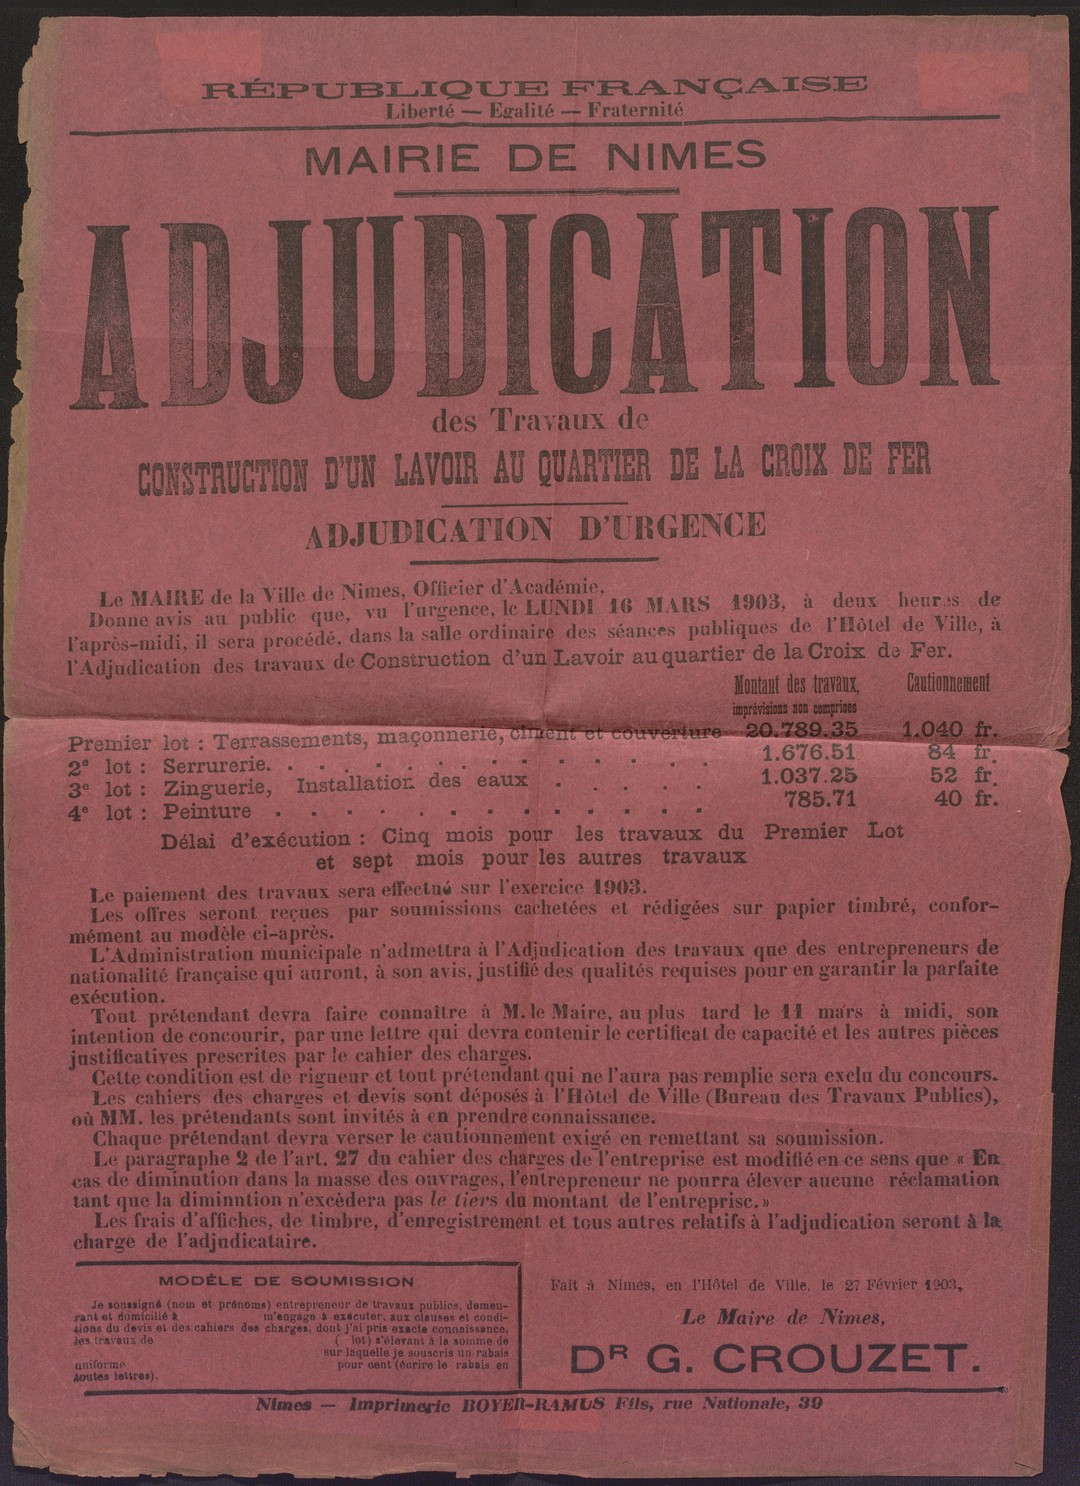 RÉPUBLIQUE FRANÇAISE
Liberté — Egalité — Fraternité
MAIRIE DE NIMES
ADJUDICATION
des Travaux de
CONSTRUCTION D'UN LAVOIR AU QUARTIER DE LA CROIX DE FER
ADJUDICATION D'URGENCE
Le MAIRE de la Ville de Nimes, Officier d'Académie,
Donne avis au public que, vu l'urgence, le LUNDI 16 MARS 1903, à deux heures de
l'après-midi, il sera procédé, dans la salle ordinaire des séances publiques de l'Hôtel de Ville, à
l'Adjudication des travaux de Construction d'un Lavoir au quartier de la Croix de Fer.
Montant des travaux, Cautionnement
imprévisions non comprises
Premier lot : Terrassements, maçonnerie, ciment et couverture 20.789.35 1.040 fr.
2e lot : Serrurerie. . . . . . . . . . . . . . 1.676.51 84 fr.
3e lot : Zinguerie, Installation des eaux . . . . . 1.037.25 52 fr.
4e lot : Peinture . . . . . . . . . . . . . 785.71 40 fr.
Délai d'exécution : Cinq mois pour les travaux du Premier Lot
et sept mois pour les autres travaux
Le paiement des travaux sera effectué sur l'exercice 1903.
Les offres seront reçues par soumissions cachetées et rédigées sur papier timbré, confor-
mément au modèle ci-après.
L'Administration municipale n'admettra à l'Adjudication des travaux que des entrepreneurs de
nationalité française qui auront, à son avis, justifié des qualités requises pour en garantir la parfaite
exécution.
Tout prétendant devra faire connaître à M. le Maire, au plus tard le 11 mars à midi, son
intention de concourir, par une lettre qui devra contenir le certificat de capacité et les autres pièces
justificatives prescrites par le cahier des charges.
Cette condition est de rigueur et tout prétendant qui ne l'aura pas remplie sera exclu du concours.
Les cahiers des charges et devis sont déposés à l'Hôtel de Ville (Bureau des Travaux Publics),
où MM. les prétendants sont invités à en prendre connaissance.
Chaque prétendant devra verser le cautionnement exigé en remettant sa soumission.
Le paragraphe 2 de l'art. 27 du cahier des charges de l'entreprise est modifié en ce sens que « En
cas de diminution dans la masse des ouvrages, l'entrepreneur ne pourra élever aucune réclamation
tant que la diminntion n'excèdera pas le tiers du montant de l'entreprise. »
Les frais d'affiches, de timbre, d'enregistrement et tous autres relatifs à l'adjudication seront à la
charge de l'adjudicataire.
MODÈLE DE SOUMISSION
Je soussigné (nom et prénoms) entrepreneur de travaux publics, demeu-
rant et domicilié à m'engage à exécuter, aux clauses et condi-
tions du devis et des cahiers des charges, dont j'ai pris exacte connaissance,
les travaux de ( lot) s'élevant à la somme de
sur laquelle je souscris un rabais
uniforme pour cent (écrire le rabais en
toutes lettres).
Fait à Nimes, en l'Hôtel de Ville, le 27 Février 1903,
Le Maire de Nimes,
DR G. CROUZET.
Nimes — Imprimerie BOYER-RAMUS Fils, rue Nationale, 39